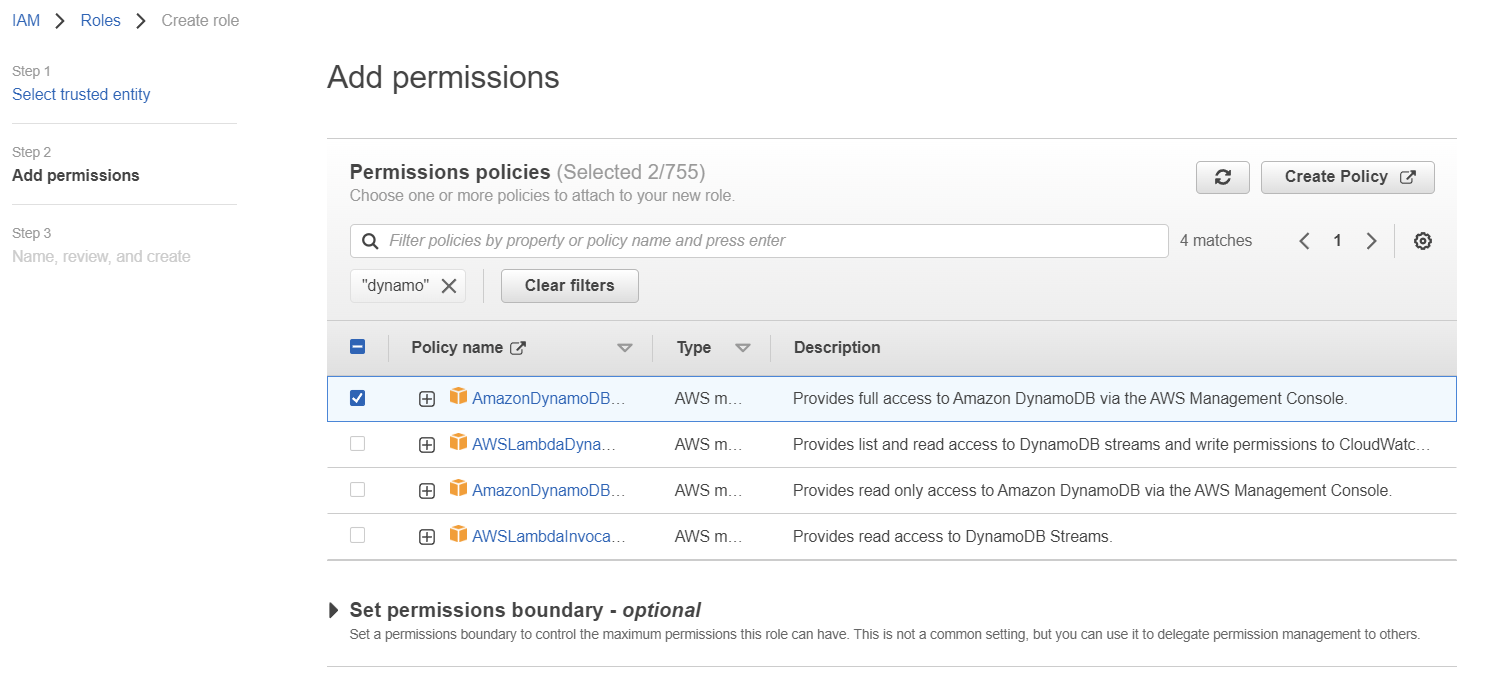 IAM > Roles > Create role
Step 1
Select trusted entity
Step 2
Add permissions
Step 3
Name, review, and create
Add permissions
Permissions policies (Selected 2/755)
Choose one or more policies to attach to your new role.
Create Policy
Filter policies by property or policy name and press enter
4 matches
1
"dynamo"
Clear filters
Policy name Type Description
AmazonDynamoDB… AWS m… Provides full access to Amazon DynamoDB via the AWS Management Console.
AWSLambdaDyna… AWS m… Provides list and read access to DynamoDB streams and write permissions to CloudWatc…
AmazonDynamoDB… AWS m… Provides read only access to Amazon DynamoDB via the AWS Management Console.
AWSLambdaInvoca… AWS m… Provides read access to DynamoDB Streams.
Set permissions boundary - optional
Set a permissions boundary to control the maximum permissions this role can have. This is not a common setting, but you can use it to delegate permission management to others.